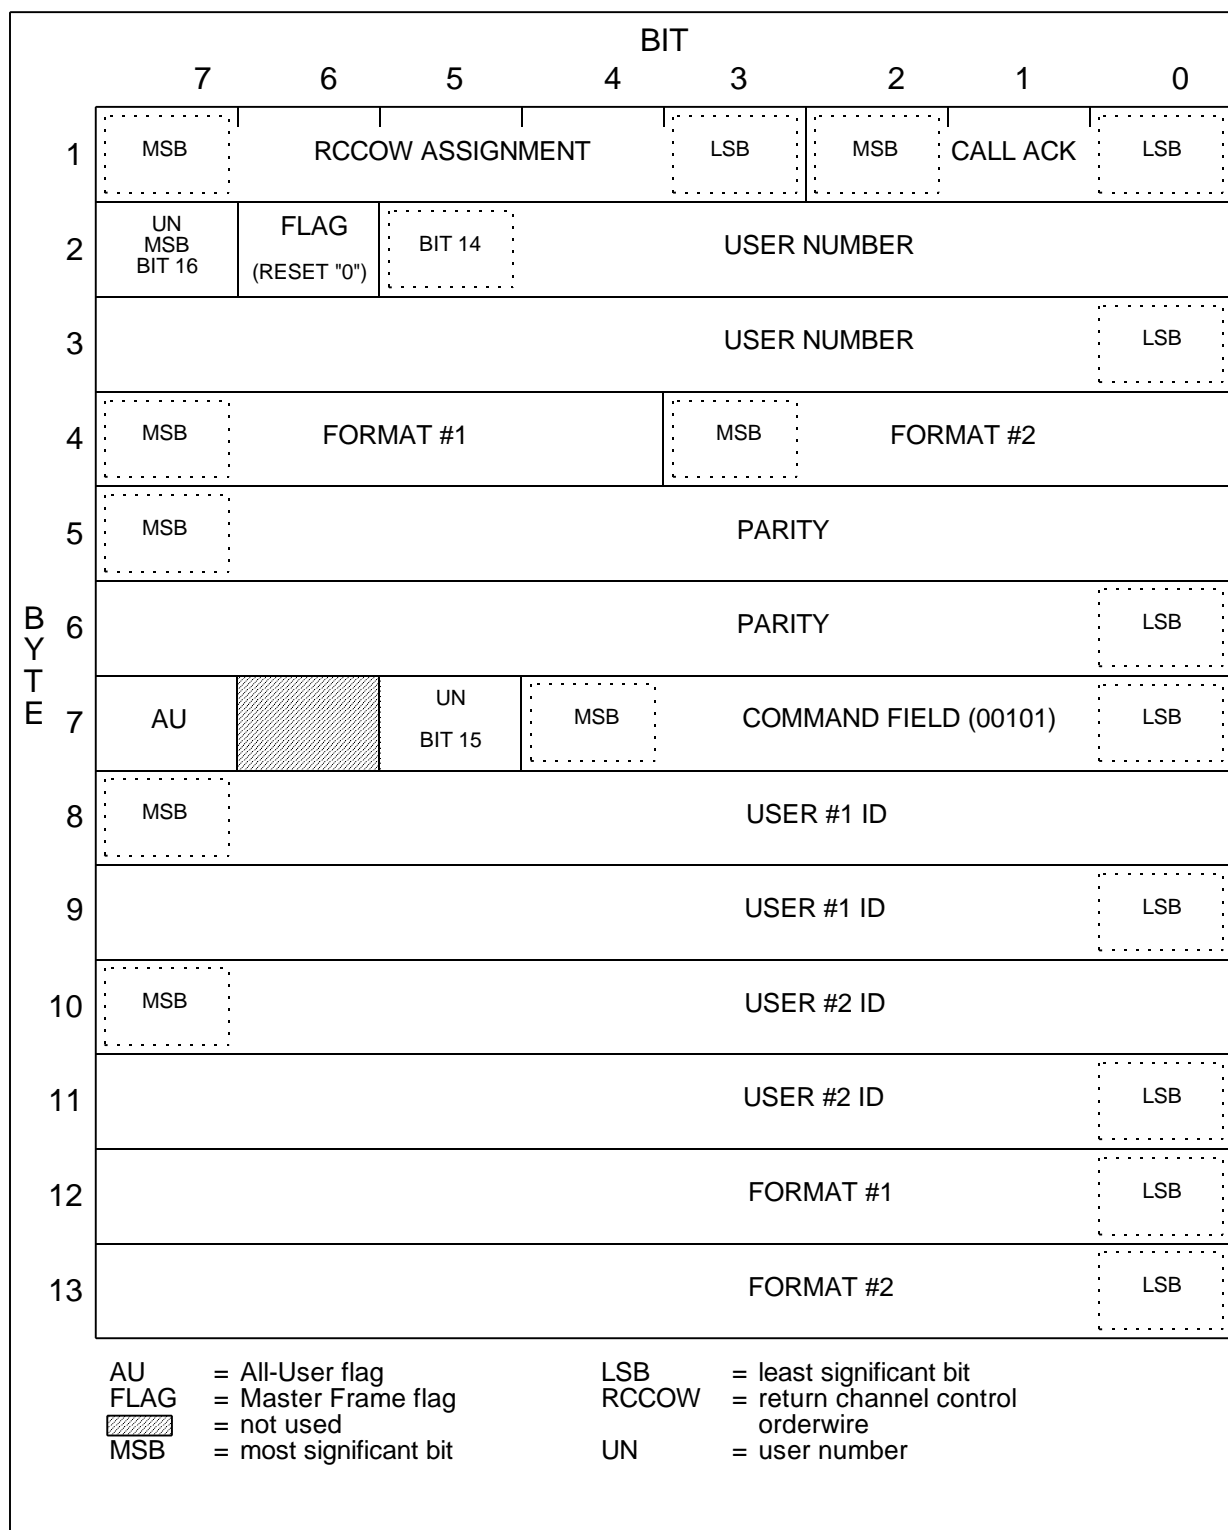 BIT
7 6 5 4 3 2 1 0
1 MSB RCCOW ASSIGNMENT LSB MSB CALL ACK LSB
UN
MSB
BIT 16
FLAG
(RESET "0")
2 BIT 14 USER NUMBER
3 USER NUMBER LSB
4 MSB FORMAT #1 MSB FORMAT #2
5 MSB PARITY
BYTE
6 PARITY LSB
7 AU UN
BIT 15
MSB COMMAND FIELD (00101) LSB
8 MSB USER #1 ID
9 USER #1 ID LSB
10 MSB USER #2 ID
11 USER #2 ID LSB
12 FORMAT #1 LSB
13 FORMAT #2 LSB
AU = All-User flag
FLAG = Master Frame flag
= not used
MSB = most significant bit
LSB = least significant bit
RCCOW = return channel control
orderwire
UN = user number